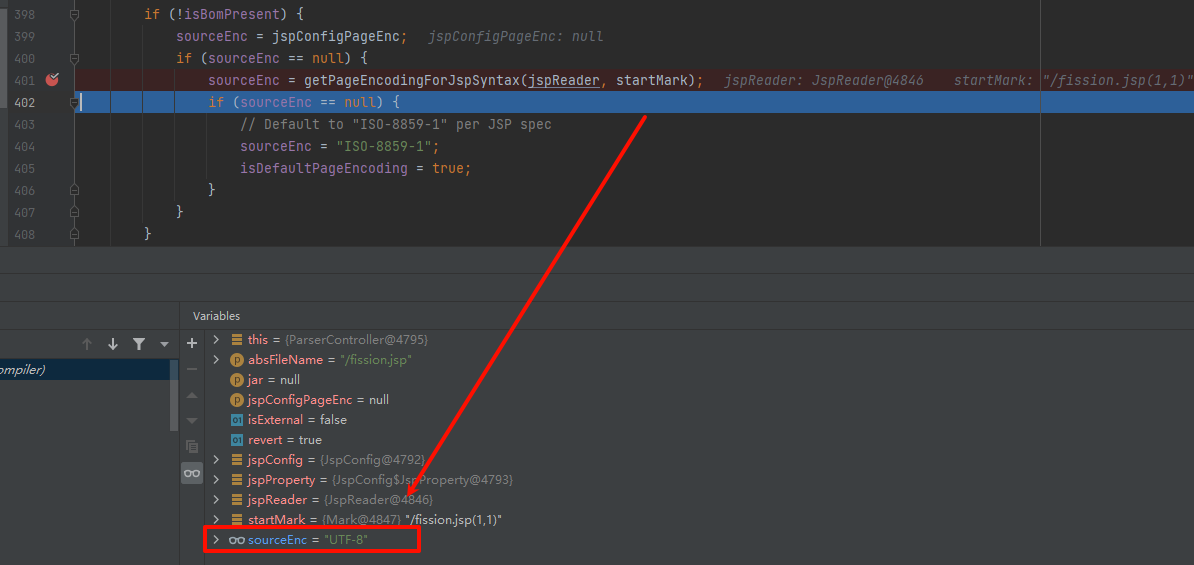 398 if (!isBomPresent) {
399 sourceEnc = jspConfigPageEnc; jspConfigPageEnc: null
400 if (sourceEnc == null) {
401 sourceEnc = getPageEncodingForJspSyntax(jspReader, startMark); jspReader: JspReader@4846 startMark: "/fission.jsp(1,1)"
402 if (sourceEnc == null) {
403 // Default to "ISO-8859-1" per JSP spec
404 sourceEnc = "ISO-8859-1";
405 isDefaultPageEncoding = true;
406 }
407 }
408 }
Variables
ompiler)
this = {ParserController@4795}
absFileName = "/fission.jsp"
jar = null
jspConfigPageEnc = null
isExternal = false
revert = true
jspConfig = {JspConfig@4792}
jspProperty = {JspConfig$JspProperty@4793}
jspReader = {JspReader@4846}
startMark = {Mark@4847} "/fission.jsp(1,1)"
sourceEnc = "UTF-8"